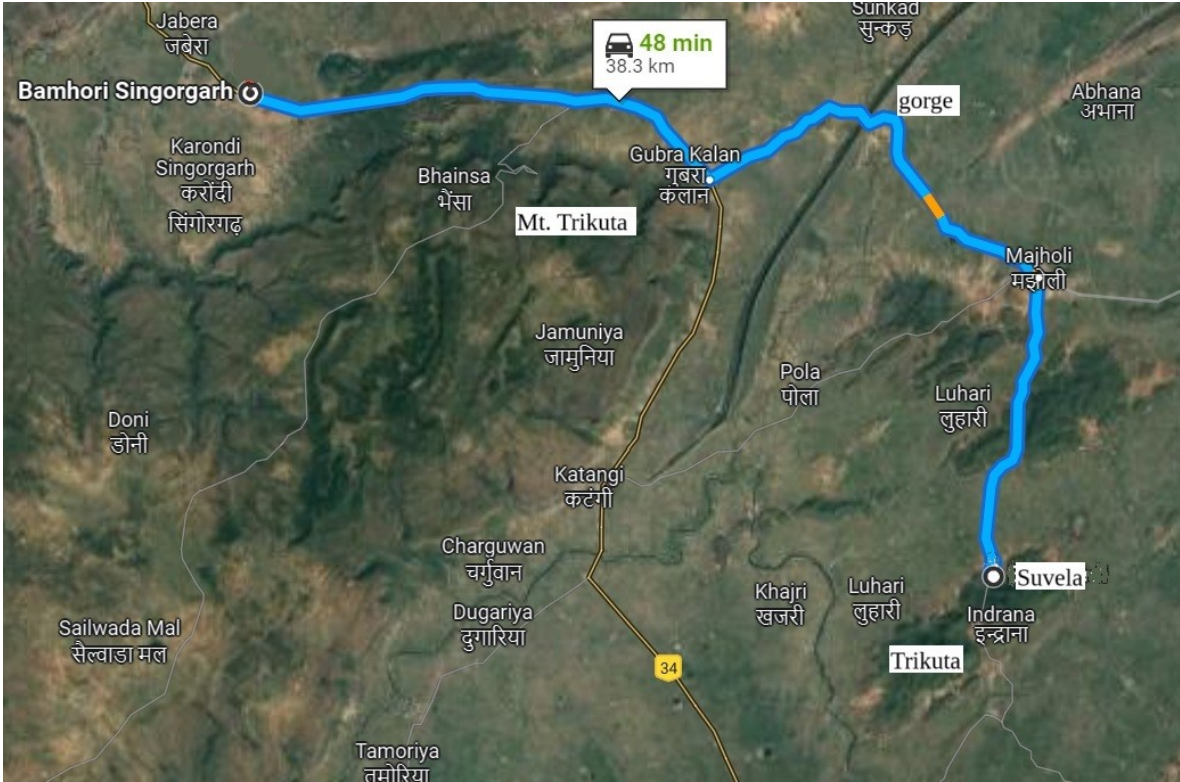 Jabera
जबेरा
Sunkad
सुन्कड़
48 min
38.3 km
Bamhori Singorgarh
gorge
Abhana
अभाना
Karondi
Singorgarh
करोंदी
सिंगोरगढ़
Gubra Kalan
गुबरा
कलान
Bhainsa
भैंसा
Mt. Trikuta
Majholi
मझोली
Jamuniya
जामुनिया
Pola
पोला
Luhari
लुहारी
Doni
डोनी
Katangi
कटंगी
Charguwan
चर्गुवान
Suvela
Khajri
खजरी
Luhari
लुहारी
Dugariya
दुगारिया
Indrana
इन्द्राना
Sailwada Mal
सैल्वाडा मल
Trikuta
34
Tamoriya
तमोरिया